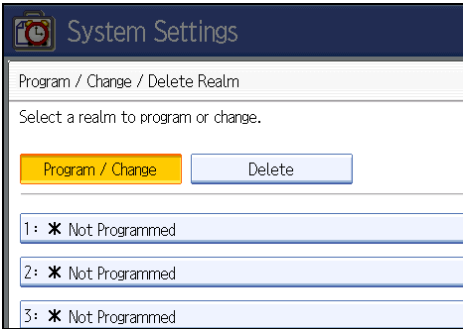 System Settings
Program / Change / Delete Realm
Select a realm to program or change.
Program / Change Delete
1: ✱ Not Programmed
2: ✱ Not Programmed
3: ✱ Not Programmed